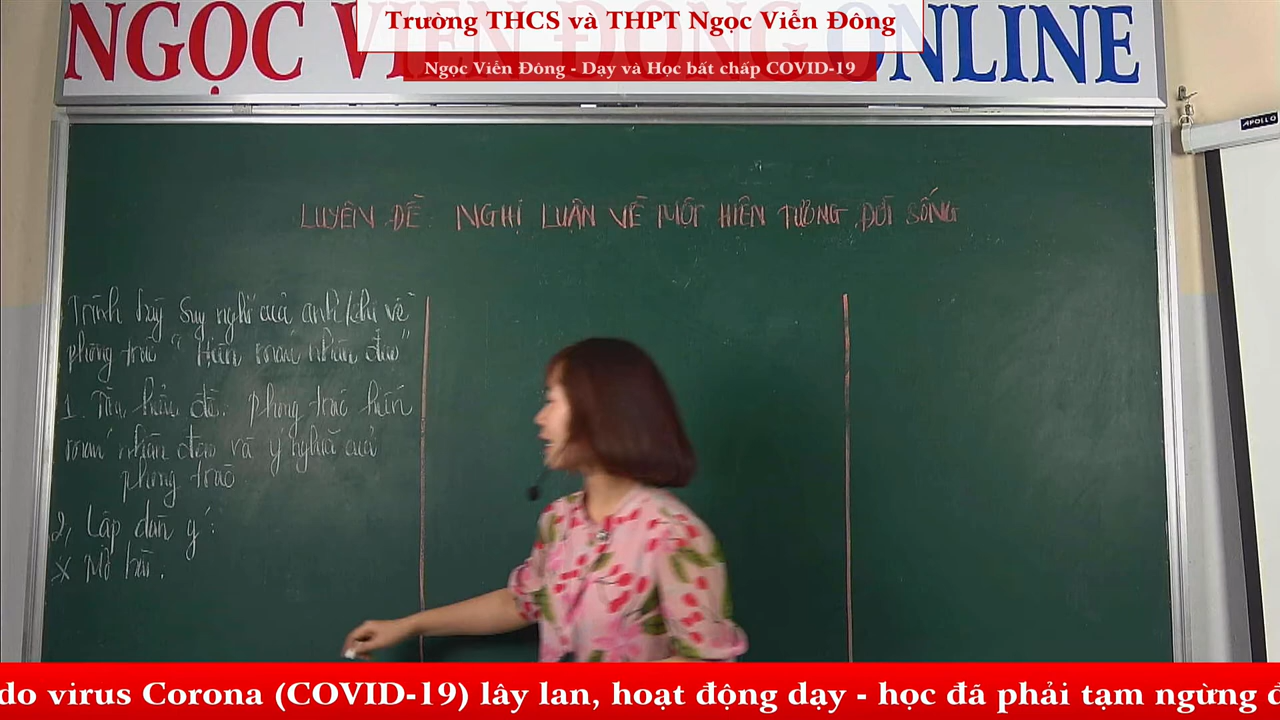 NGỌC VIỄN ĐÔNG ONLINE
Trường THCS và THPT Ngọc Viễn Đông
Ngọc Viễn Đông - Dạy và Học bất chấp COVID-19
APOLLO
LUYỆN ĐỀ: NGHỊ LUẬN VỀ MỘT HIỆN TƯỢNG ĐỜI SỐNG
Trình bày suy nghĩ của anh/chị về
phong trào "Hiến máu nhân đạo"
1. Tìm hiểu đề: phong trào hiến
máu nhân đạo và ý nghĩa của
phong trào
2, Lập dàn ý:
* Mở bài.
do virus Corona (COVID-19) lây lan, hoạt động dạy - học đã phải tạm ngừng